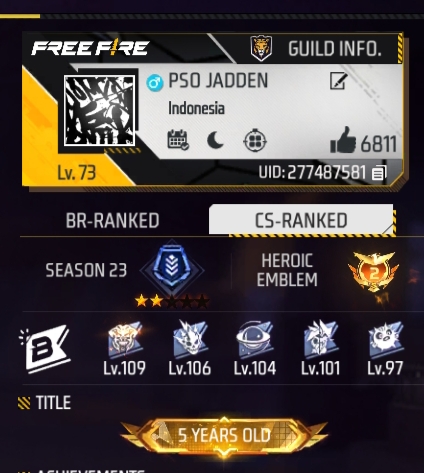 FREE FIRE
GUILD INFO.
PSO JADDEN
Indonesia
6811
Lv. 73
UID:277487581
BR-RANKED
CS-RANKED
SEASON 23
HEROIC
EMBLEM
2
B
Lv.109
Lv.106
Lv.104
Lv.101
Lv.97
TITLE
5 YEARS OLD
ACHIEVEMENTS